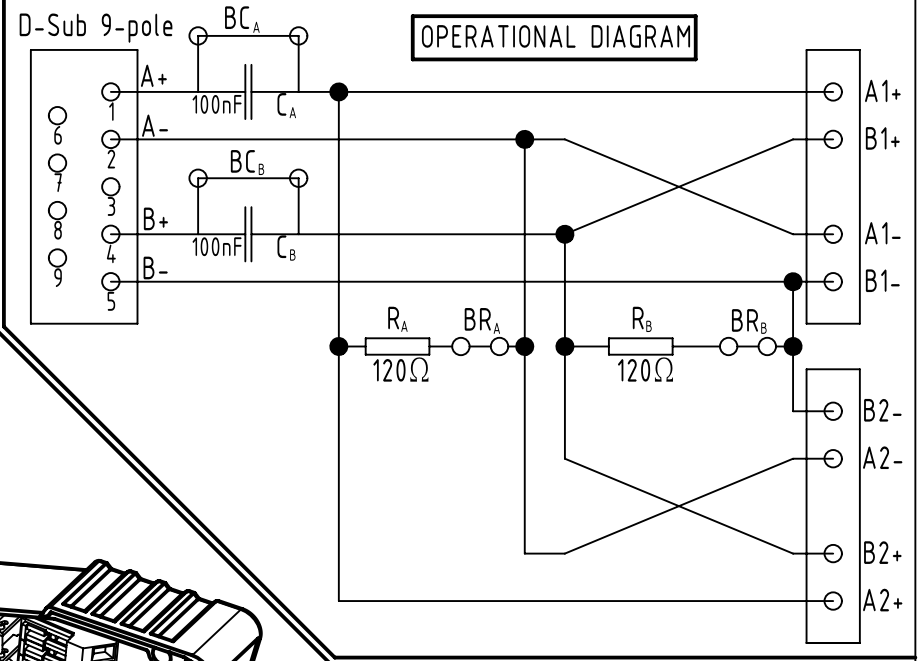 D-Sub 9-pole
BCA
OPERATIONAL DIAGRAM
A+
100nF
CA
A1+
1
6
A-
B1+
2
BCB
7
3
B+
100nF
CB
A1-
8
4
B-
B1-
9
5
RA
BRA
RB
BRB
120Ω
120Ω
B2-
A2-
B2+
A2+